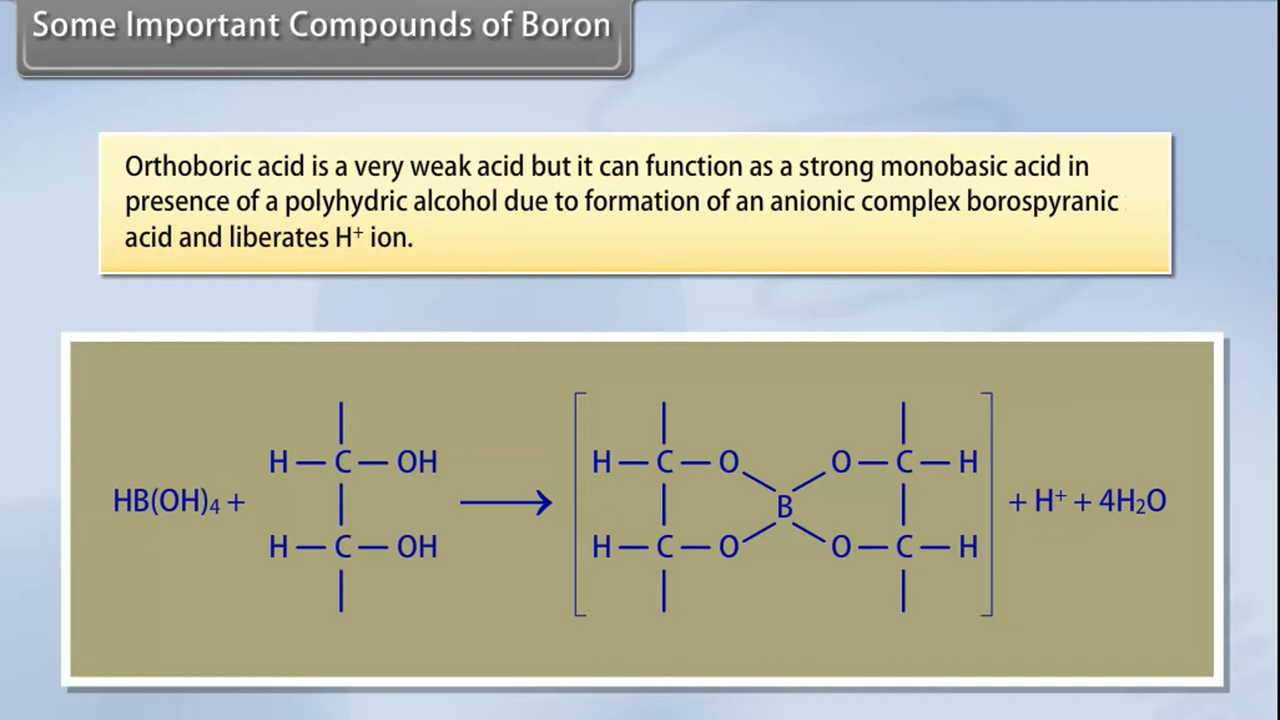 Some Important Compounds of Boron
Orthoboric acid is a very weak acid but it can function as a strong monobasic acid in
presence of a polyhydric alcohol due to formation of an anionic complex borospyranic
acid and liberates H⁺ ion.
H — C — OH H — C — O O — C — H
HB(OH)₄ + ⟶ B + H⁺ + 4H₂O
H — C — OH H — C — O O — C — H